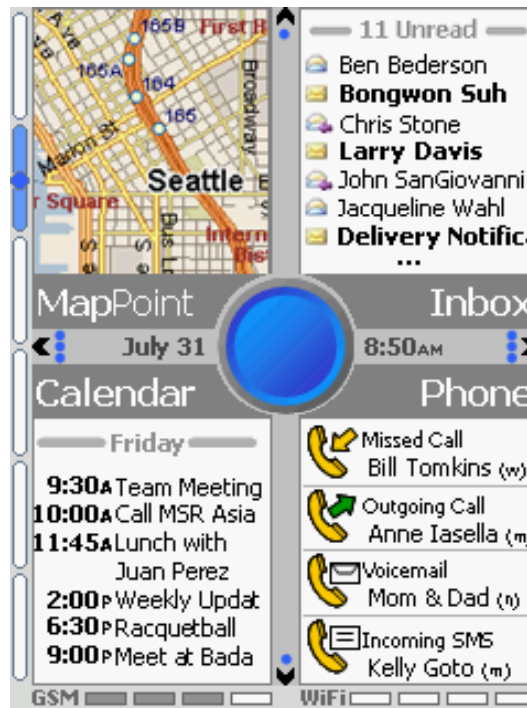 165B First H
165A
164
165
Broadway
Marion St
Seattle
r Square
Intern
Dis
11 Unread
Ben Bederson
Bongwon Suh
Chris Stone
Larry Davis
John SanGiovanni
Jacqueline Wahl
Delivery Notifica
...
MapPoint
Inbox
July 31
8:50AM
Calendar
Phone
Friday
9:30A Team Meeting
10:00A Call MSR Asia
11:45A Lunch with
Juan Perez
2:00P Weekly Updat
6:30P Racquetball
9:00P Meet at Bada
Missed Call
Bill Tomkins (w)
Outgoing Call
Anne Iasella (m
Voicemail
Mom & Dad (h)
Incoming SMS
Kelly Goto (m)
GSM
WiFi